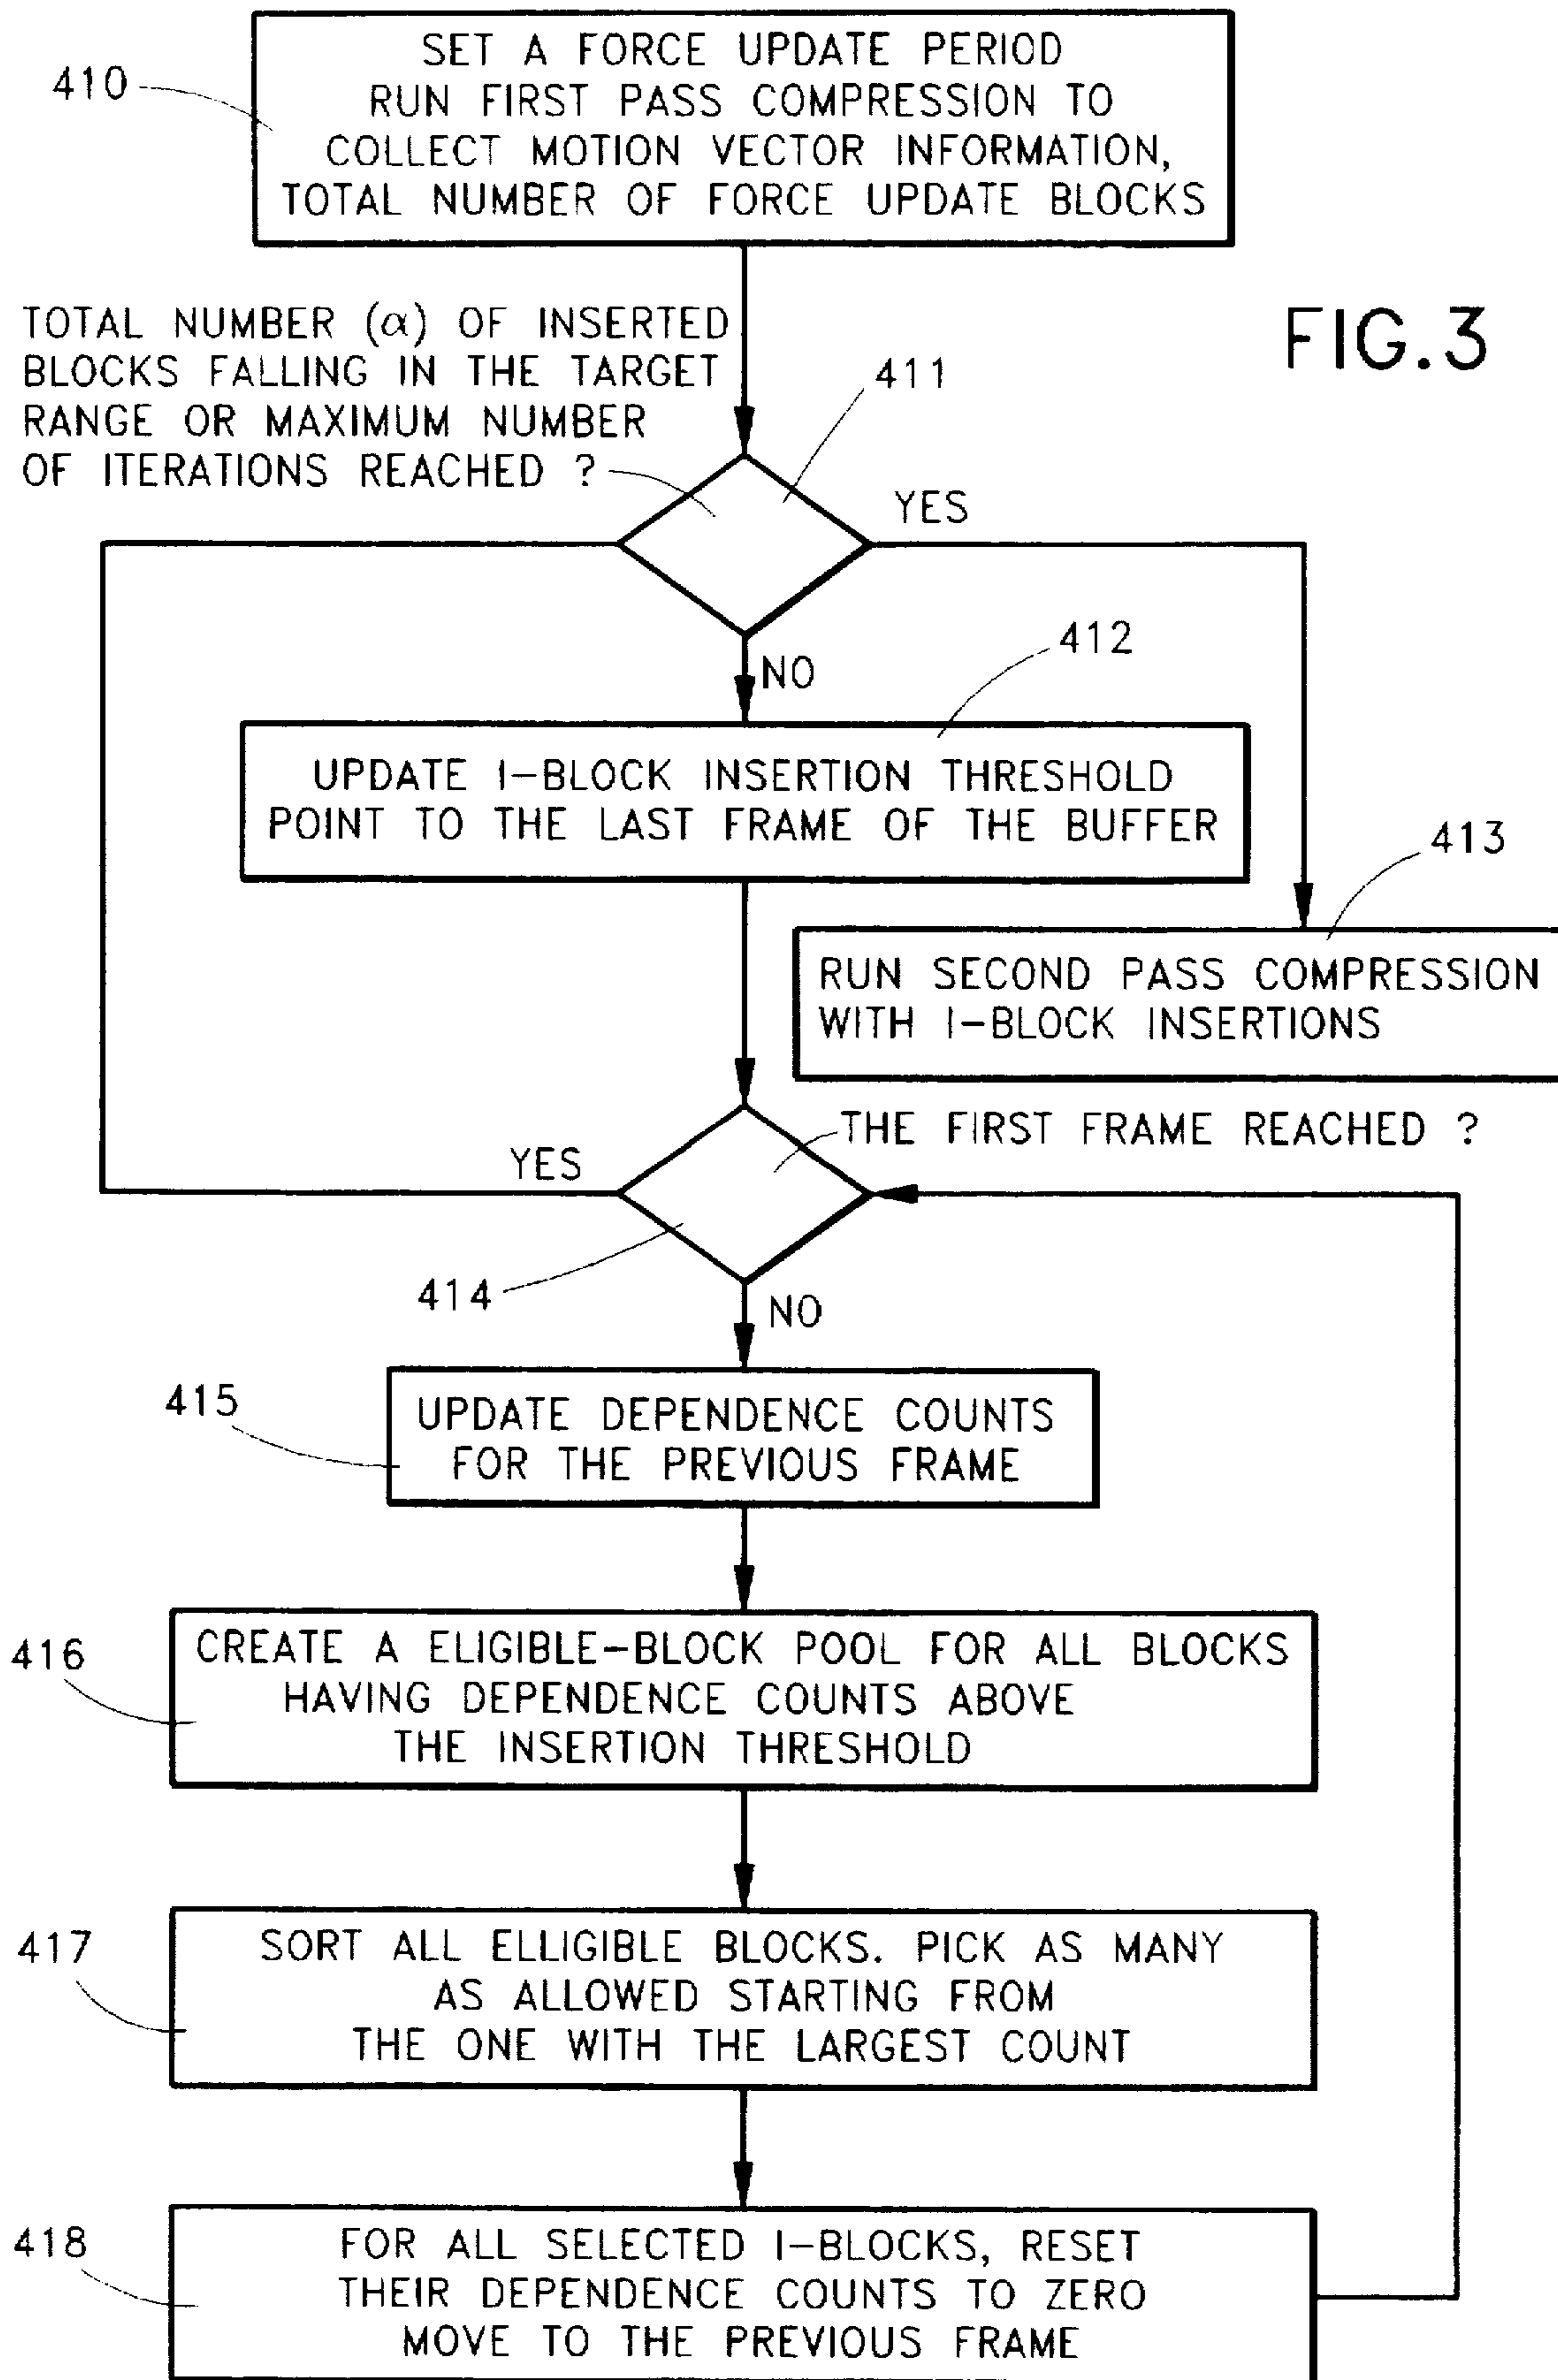 SET A FORCE UPDATE PERIOD
RUN FIRST PASS COMPRESSION TO
COLLECT MOTION VECTOR INFORMATION,
TOTAL NUMBER OF FORCE UPDATE BLOCKS
410
TOTAL NUMBER (α) OF INSERTED
BLOCKS FALLING IN THE TARGET
RANGE OR MAXIMUM NUMBER
OF ITERATIONS REACHED ?
FIG.3
411
YES
NO
412
UPDATE I-BLOCK INSERTION THRESHOLD
POINT TO THE LAST FRAME OF THE BUFFER
413
RUN SECOND PASS COMPRESSION
WITH I-BLOCK INSERTIONS
THE FIRST FRAME REACHED ?
YES
414
NO
415
UPDATE DEPENDENCE COUNTS
FOR THE PREVIOUS FRAME
416
CREATE A ELIGIBLE-BLOCK POOL FOR ALL BLOCKS
HAVING DEPENDENCE COUNTS ABOVE
THE INSERTION THRESHOLD
417
SORT ALL ELLIGIBLE BLOCKS. PICK AS MANY
AS ALLOWED STARTING FROM
THE ONE WITH THE LARGEST COUNT
418
FOR ALL SELECTED I-BLOCKS, RESET
THEIR DEPENDENCE COUNTS TO ZERO
MOVE TO THE PREVIOUS FRAME